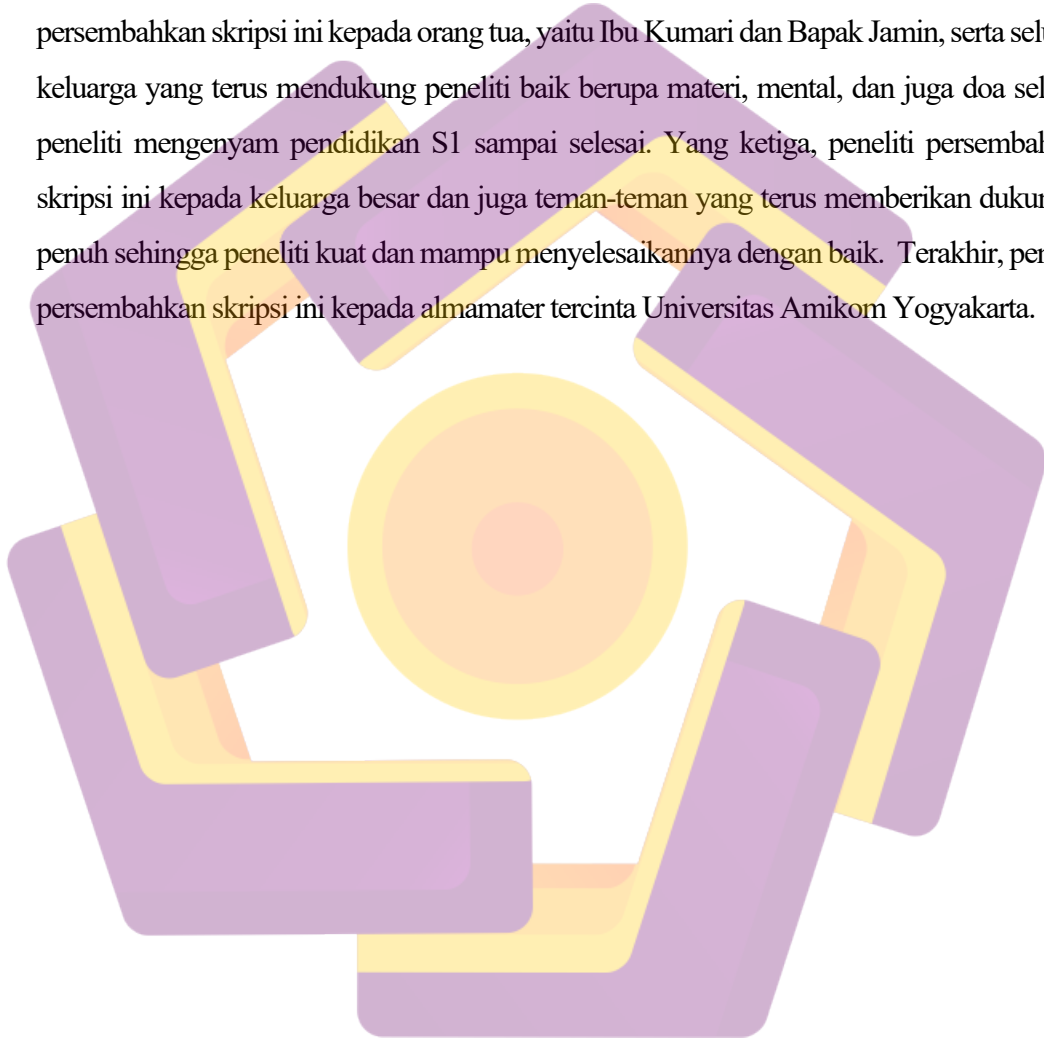 persembahkan skripsi ini kepada orang tua, yaitu Ibu Kumari dan Bapak Jamin, serta
keluarga yang terus mendukung peneliti baik berupa materi, mental, dan juga doa
peneliti mengenyam pendidikan S1 sampai selesai. Yang ketiga, peneliti
skripsi ini kepada keluarga besar dan juga teman-teman yang terus memberikan
penuh sehingga peneliti kuat dan mampu menyelesaikannya dengan baik. Terakhir,
persembahkan skripsi ini kepada almamater tercinta Universitas Amikom Yogyakarta.